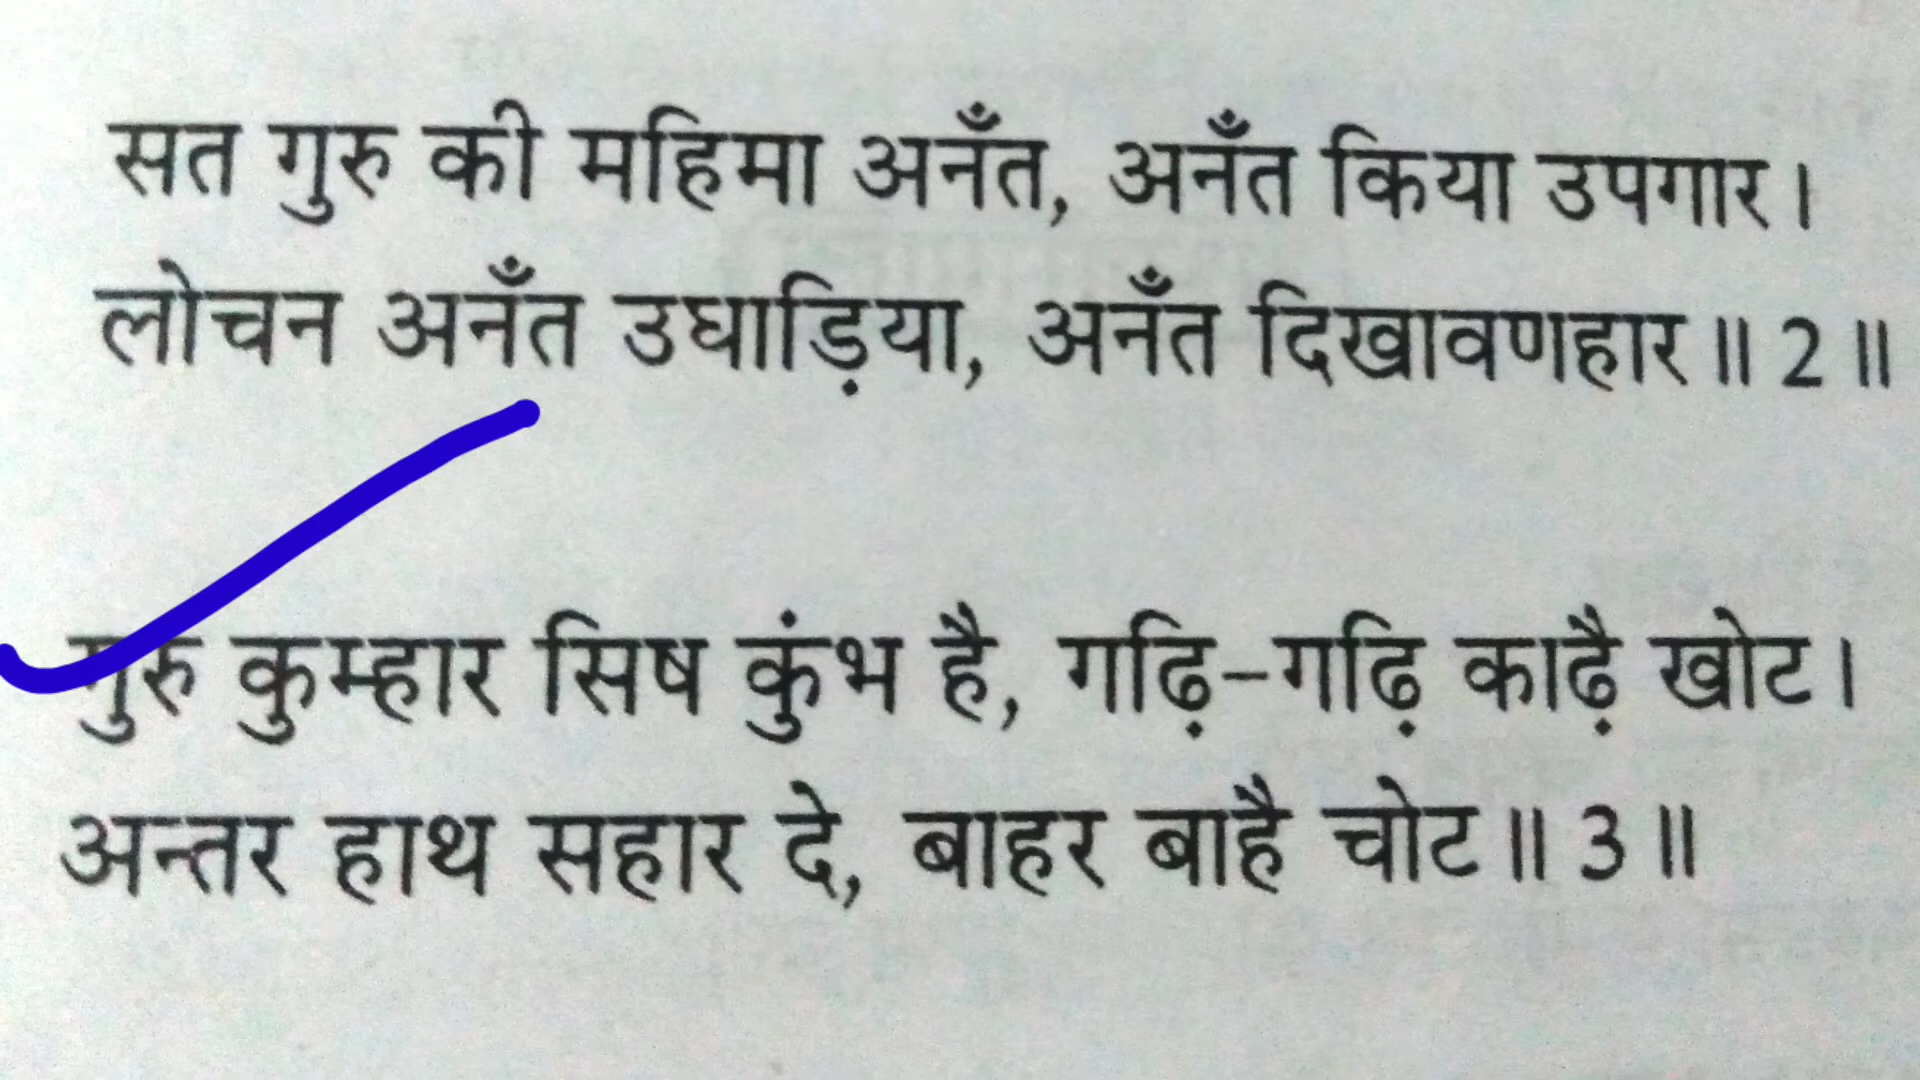 सत गुरु की महिमा अनँत, अनँत किया उपगार।
लोचन अनँत उघाड़िया, अनँत दिखावणहार॥ 2 ॥
गुरु कुम्हार सिष कुंभ है, गढ़ि-गढ़ि काढ़ै खोट।
अन्तर हाथ सहार दे, बाहर बाहै चोट॥ 3 ॥